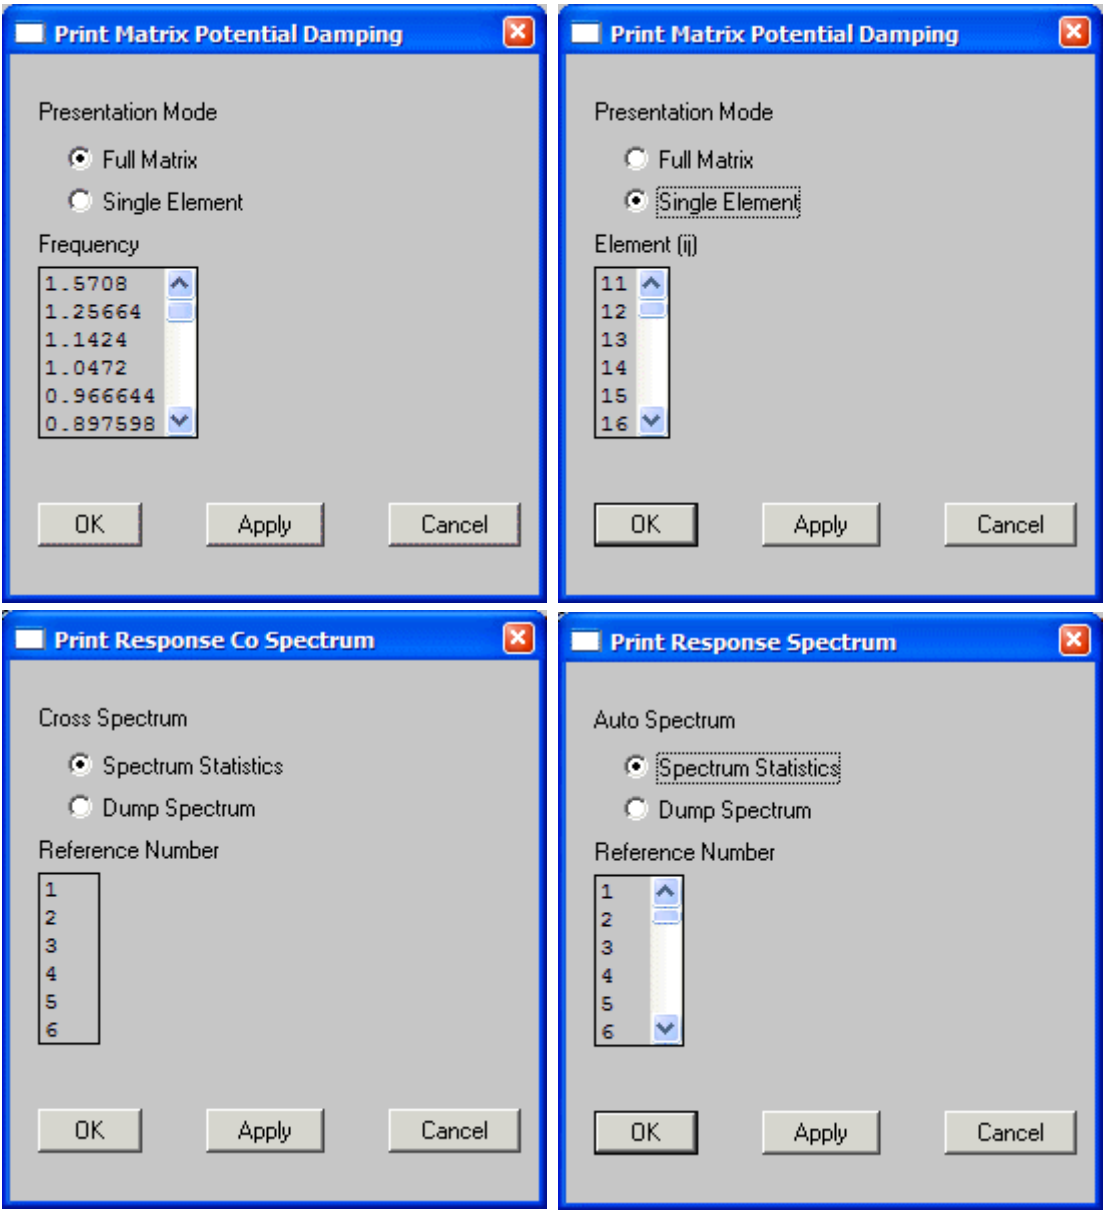 Print Matrix Potential Damping
Presentation Mode
Full Matrix
Single Element
Frequency
1.5708
1.25664
1.1424
1.0472
0.966644
0.897598
OK Apply Cancel
Print Matrix Potential Damping
Presentation Mode
Full Matrix
Single Element
Element (ij)
11
12
13
14
15
16
OK Apply Cancel
Print Response Co Spectrum
Cross Spectrum
Spectrum Statistics
Dump Spectrum
Reference Number
1
2
3
4
5
6
OK Apply Cancel
Print Response Spectrum
Auto Spectrum
Spectrum Statistics
Dump Spectrum
Reference Number
1
2
3
4
5
6
OK Apply Cancel